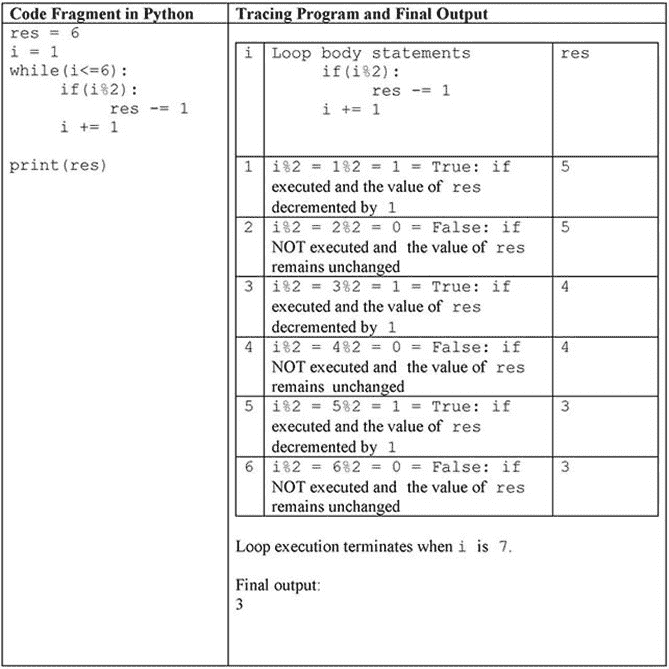 Code Fragment in Python
Tracing Program and Final Output
res = 6
i = 1
while(i<=6):
if(i%2):
res -= 1
i += 1
print(res)
i
Loop body statements
if(i%2):
res -= 1
i += 1
res
1
i%2 = 1%2 = 1 = True: if
executed and the value of res
decremented by 1
5
2
i%2 = 2%2 = 0 = False: if
NOT executed and the value of res
remains unchanged
5
3
i%2 = 3%2 = 1 = True: if
executed and the value of res
decremented by 1
4
4
i%2 = 4%2 = 0 = False: if
NOT executed and the value of res
remains unchanged
4
5
i%2 = 5%2 = 1 = True: if
executed and the value of res
decremented by 1
3
6
i%2 = 6%2 = 0 = False: if
NOT executed and the value of res
remains unchanged
3
Loop execution terminates when i is 7.
Final output:
3